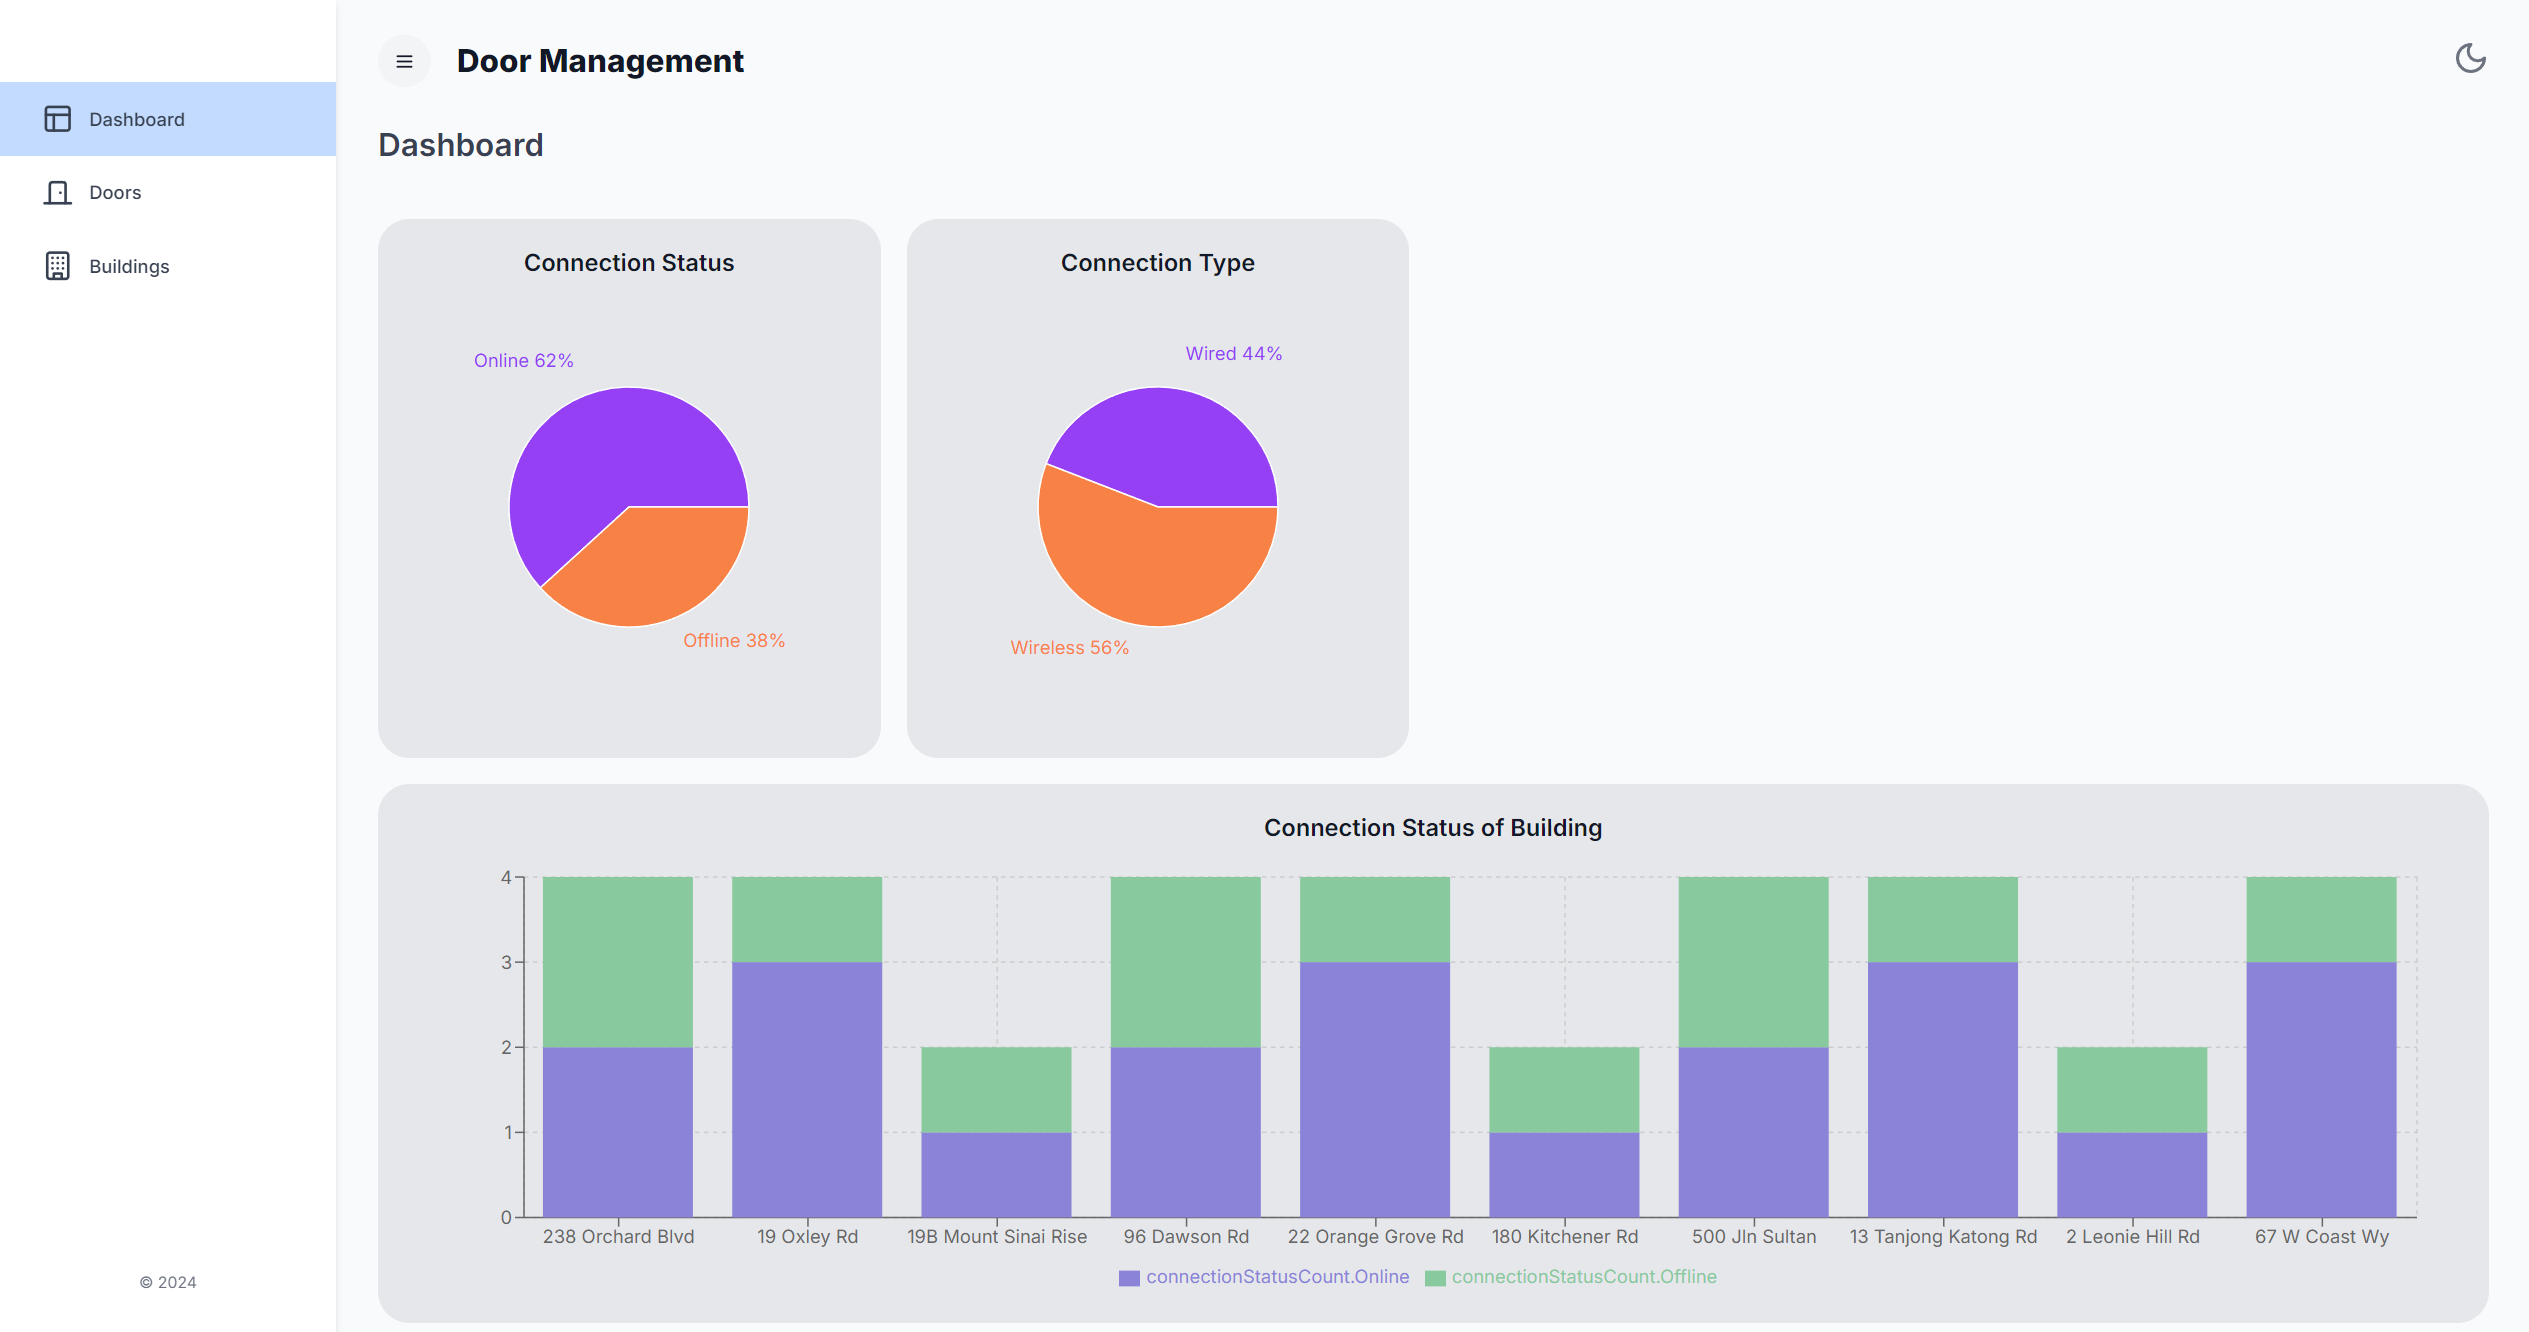 Door Management
Dashboard
Doors
Buildings
© 2024
Dashboard
Connection Status
Online 62%
Offline 38%
Connection Type
Wired 44%
Wireless 56%
Connection Status of Building
4
3
2
1
0
238 Orchard Blvd
19 Oxley Rd
19B Mount Sinai Rise
96 Dawson Rd
22 Orange Grove Rd
180 Kitchener Rd
500 Jln Sultan
13 Tanjong Katong Rd
2 Leonie Hill Rd
67 W Coast Wy
connectionStatusCount.Online
connectionStatusCount.Offline